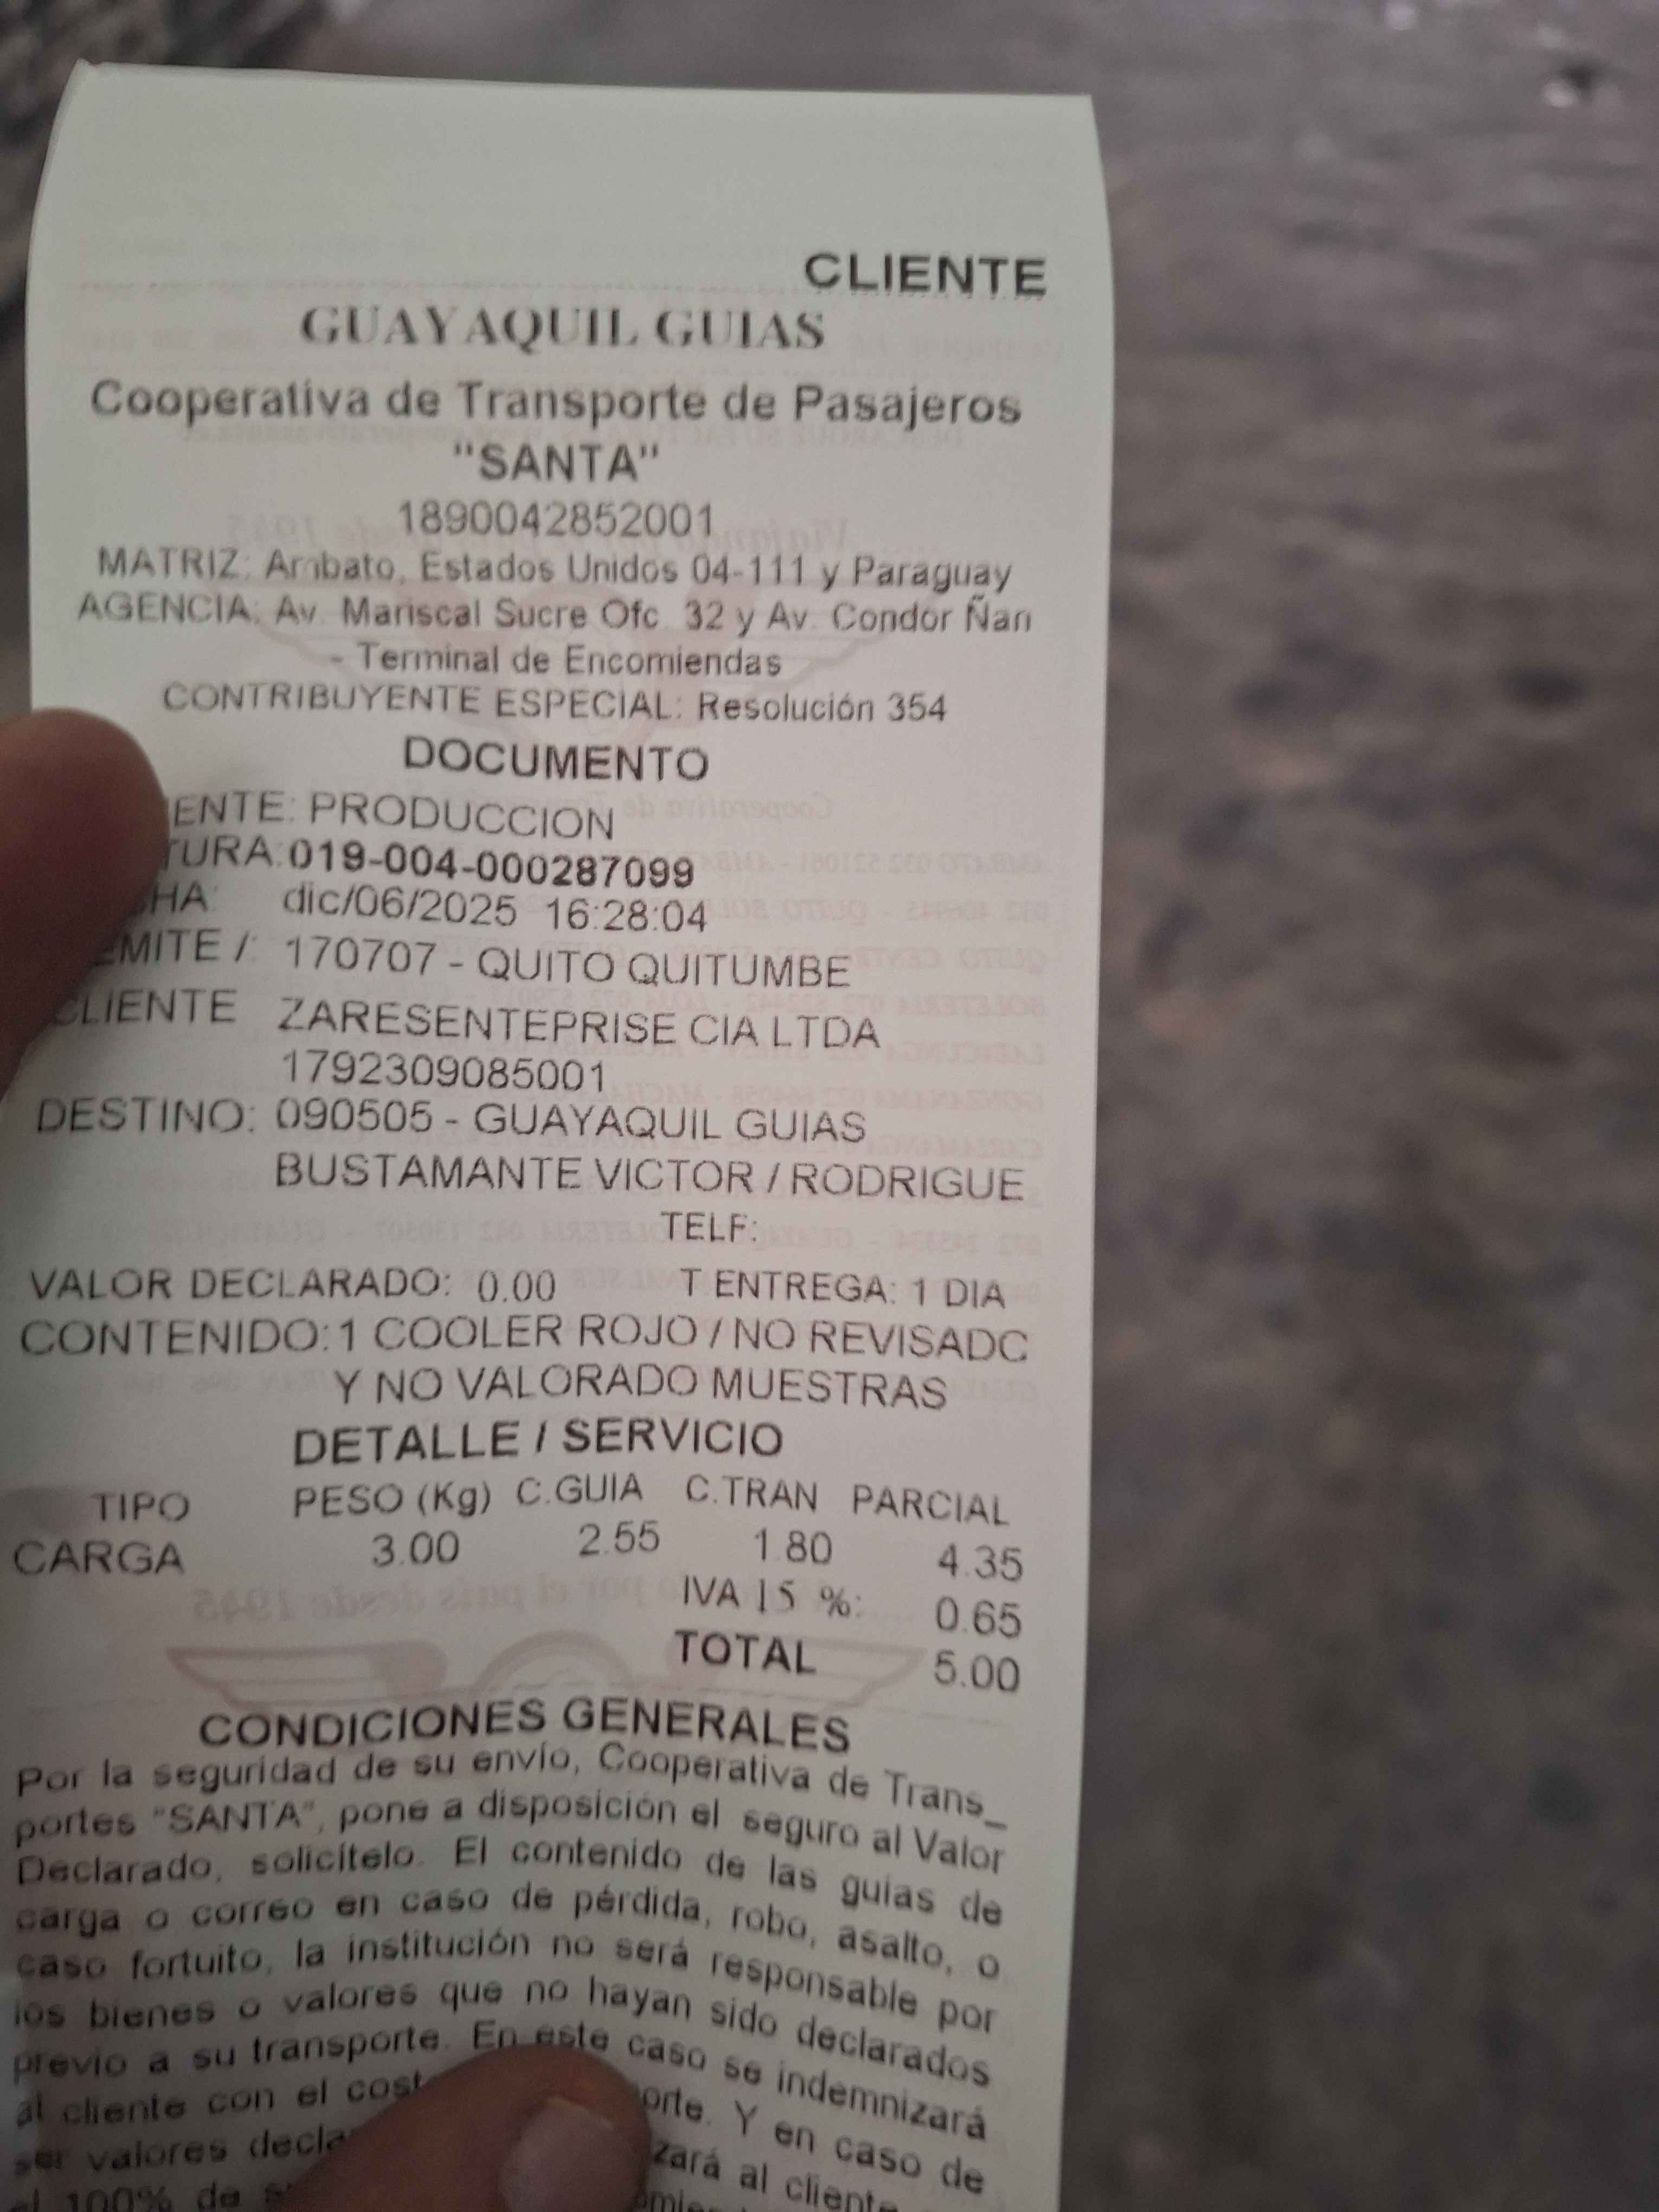 CLIENTE
GUAYAQUIL GUIAS
Cooperativa de Transporte de Pasajeros
"SANTA"
1890042852001
MATRIZ: Ambato, Estados Unidos 04-111 y Paraguay
AGENCIA: Av. Mariscal Sucre Ofc. 32 y Av. Condor Ñan
- Terminal de Encomiendas
CONTRIBUYENTE ESPECIAL: Resolución 354
DOCUMENTO
IENTE: PRODUCCION
TURA:019-004-000287099
HA: dic/06/2025 16:28:04
EMITE /: 170707 - QUITO QUITUMBE
CLIENTE ZARESENTEPRISE CIA LTDA
1792309085001
DESTINO: 090505 - GUAYAQUIL GUIAS
BUSTAMANTE VICTOR / RODRIGUE
TELF:
VALOR DECLARADO: 0.00 T ENTREGA: 1 DIA
CONTENIDO:1 COOLER ROJO / NO REVISADO
Y NO VALORADO MUESTRAS
DETALLE / SERVICIO
TIPO PESO (Kg) C.GUIA C.TRAN PARCIAL
CARGA 3.00 2.55 1.80 4.35
IVA 15 %: 0.65
TOTAL 5.00
CONDICIONES GENERALES
Por la seguridad de su envío, Cooperativa de Trans_
portes "SANTA", pone a disposición el seguro al Valor
Declarado, solicítelo. El contenido de las guias de
carga o correo en caso de pérdida, robo, asalto, o
caso fortuito, la institución no será responsable por
los bienes o valores que no hayan sido declarados
previo a su transporte. En este caso se indemnizará
al cliente con el cost orte. Y en caso de
ser valores decla zará al cliente
el 100% de s